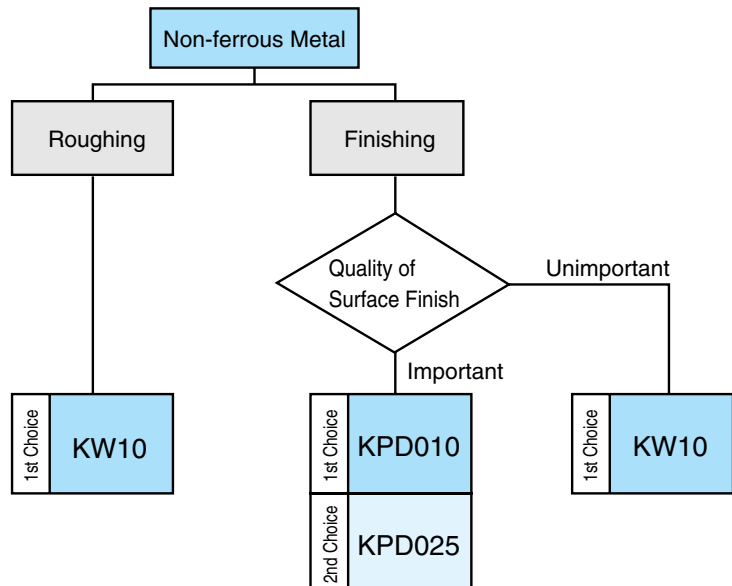 Non-ferrous Metal
Roughing
Finishing
Quality of
Surface Finish
Unimportant
Important
1st Choice
KW10
1st Choice
KPD010
1st Choice
KW10
2nd Choice
KPD025